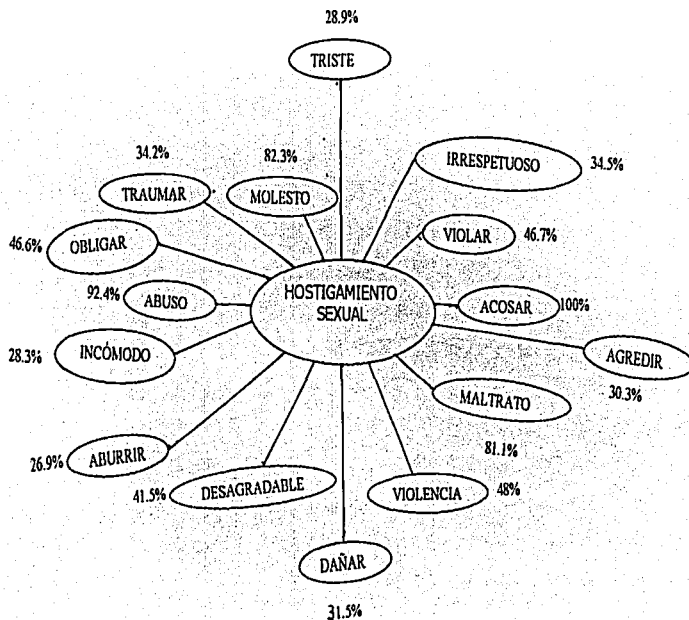 28.9%
TRISTE
34.2%
82.3%
IRRESPETUOSO
34.5%
TRAUMAR
MOLESTO
46.6%
OBLIGAR
VIOLAR
46.7%
92.4%
ABUSO
HOSTIGAMIENTO
SEXUAL
ACOSAR
100%
28.3%
INCÓMODO
AGREDIR
30.3%
MALTRATO
81.1%
26.9%
ABURRIR
41.5%
DESAGRADABLE
VIOLENCIA
48%
DAÑAR
31.5%